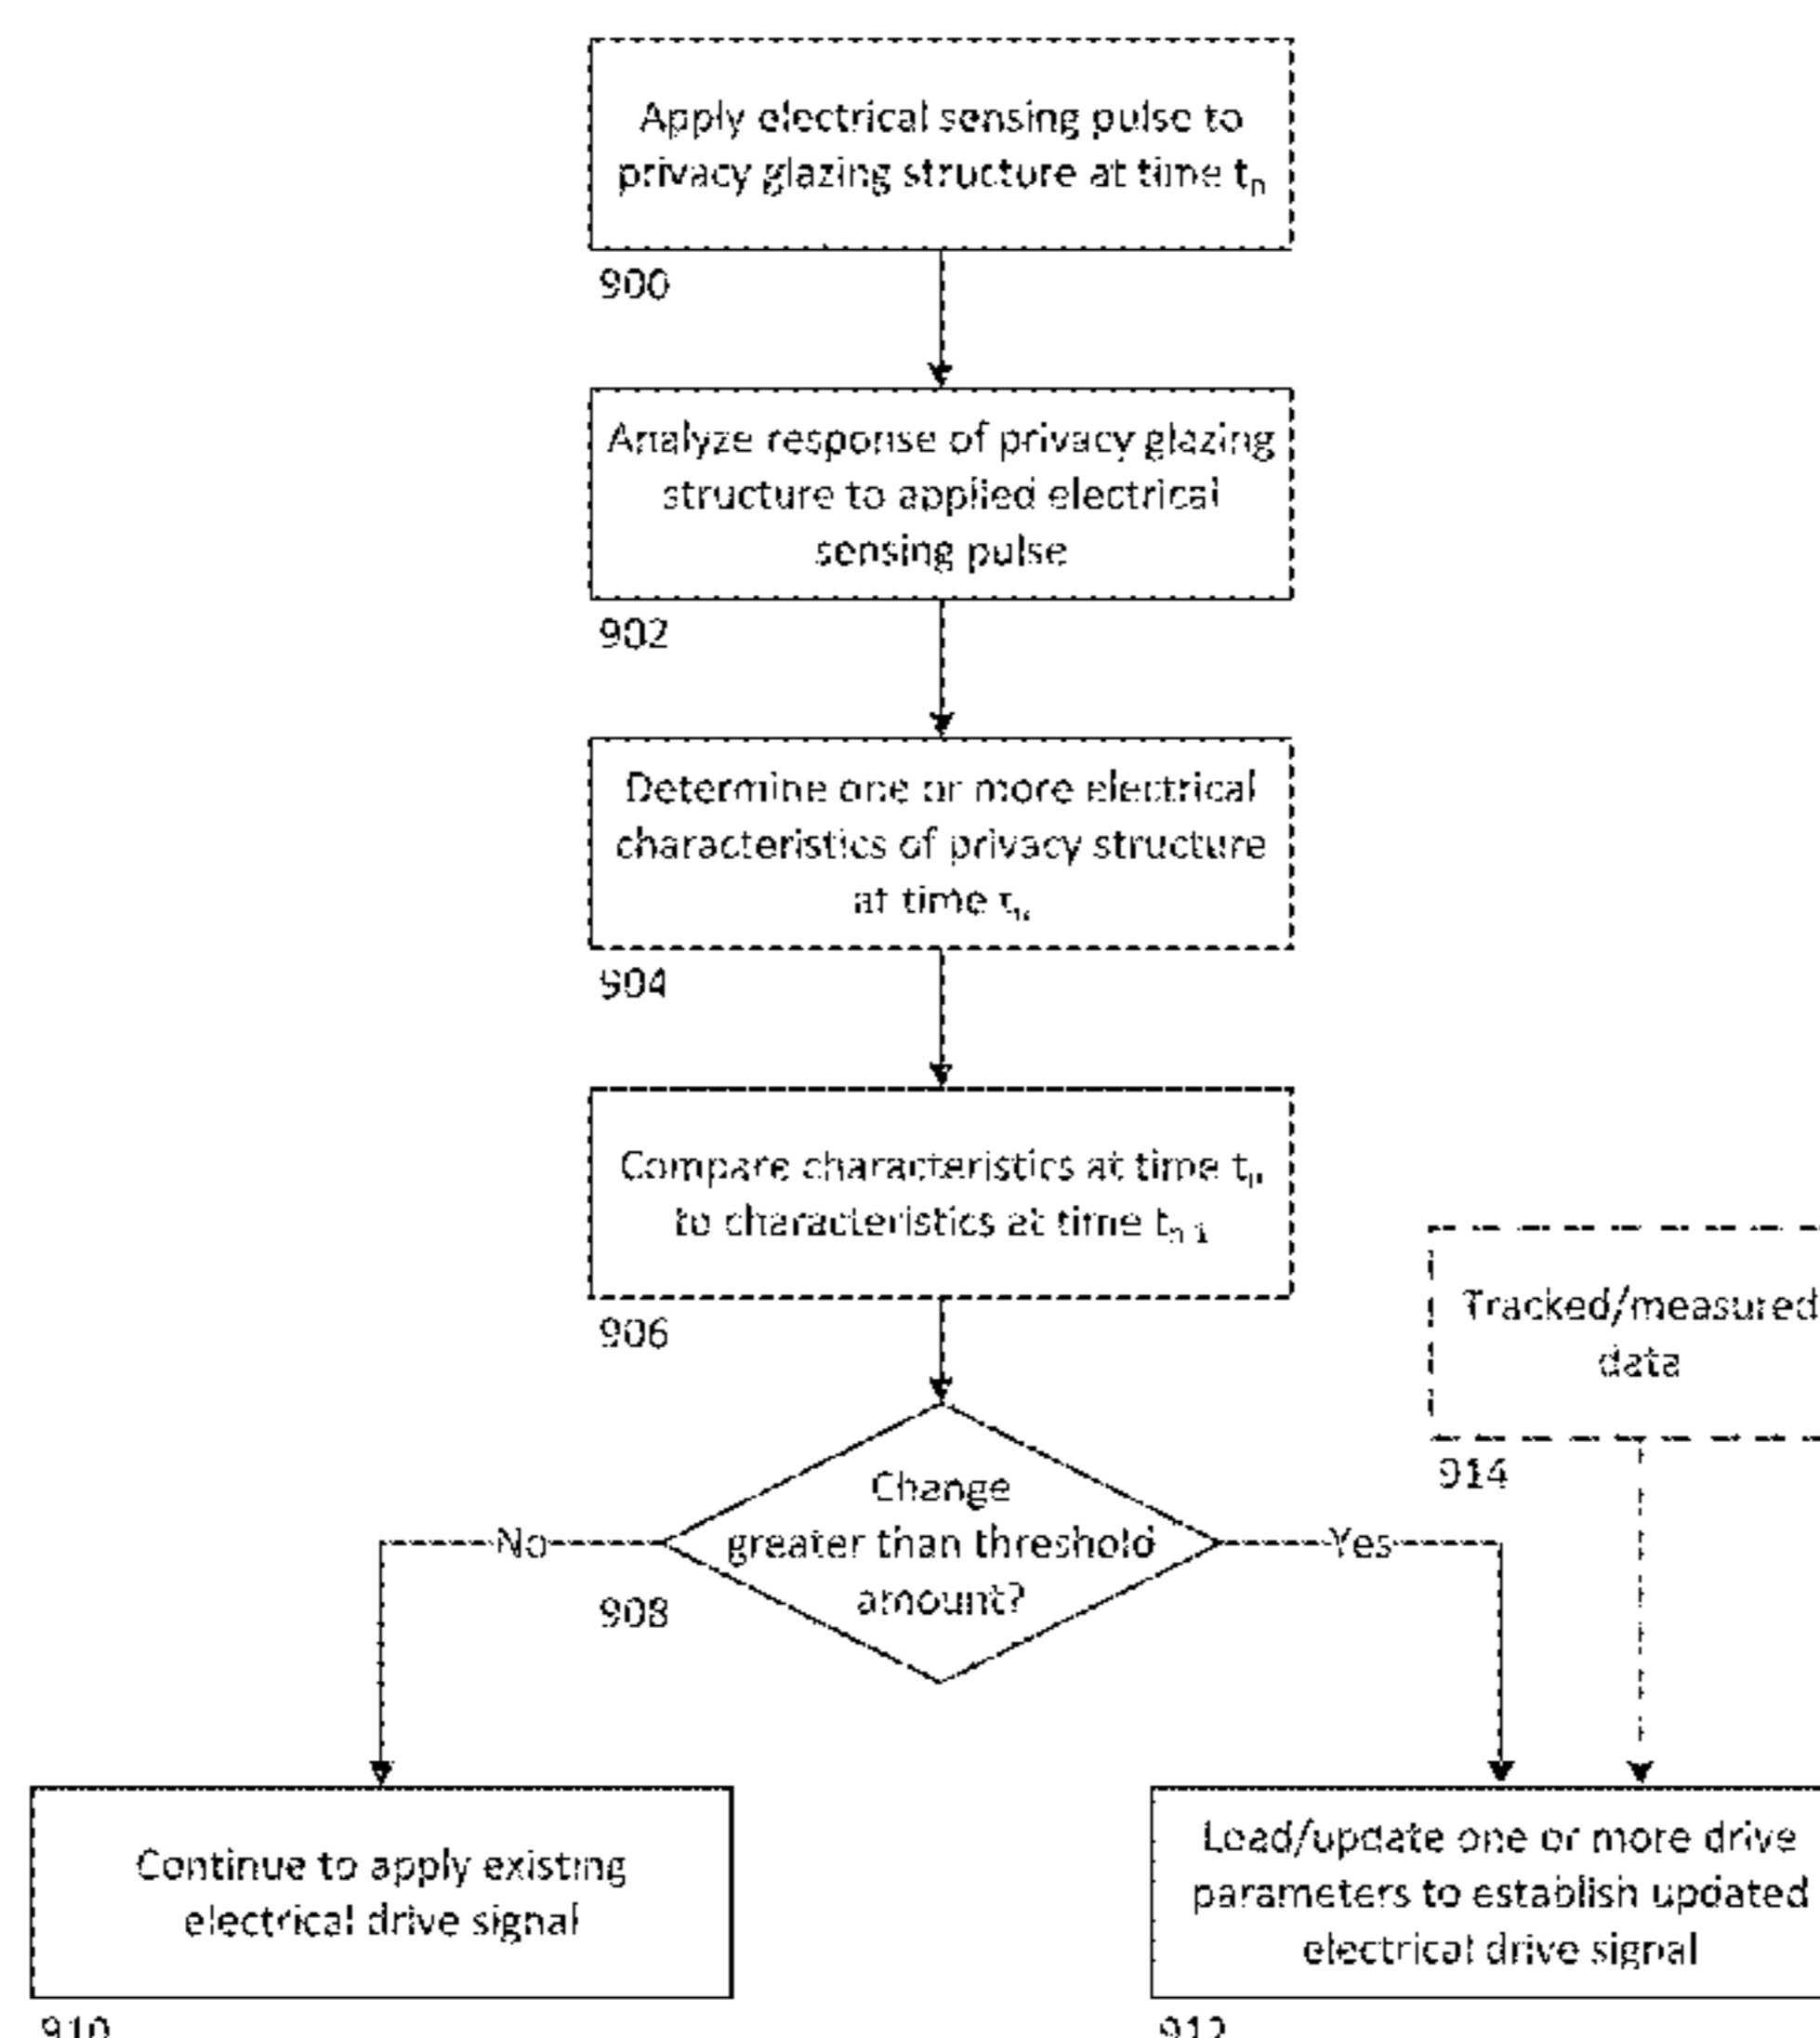 Apply electrical sensing pulse to
privacy glazing structure at time tn
900
Analyze response of privacy glazing
structure to applied electrical
sensing pulse
902
Determine one or more electrical
characteristics of privacy structure
at time tn
904
Compare characteristics at time tn
to characteristics at time tn-1
906
Tracked/measured
data
914
Change
greater than threshold
amount?
No
Yes
908
Continue to apply existing
electrical drive signal
910
Load/update one or more drive
parameters to establish updated
electrical drive signal
912